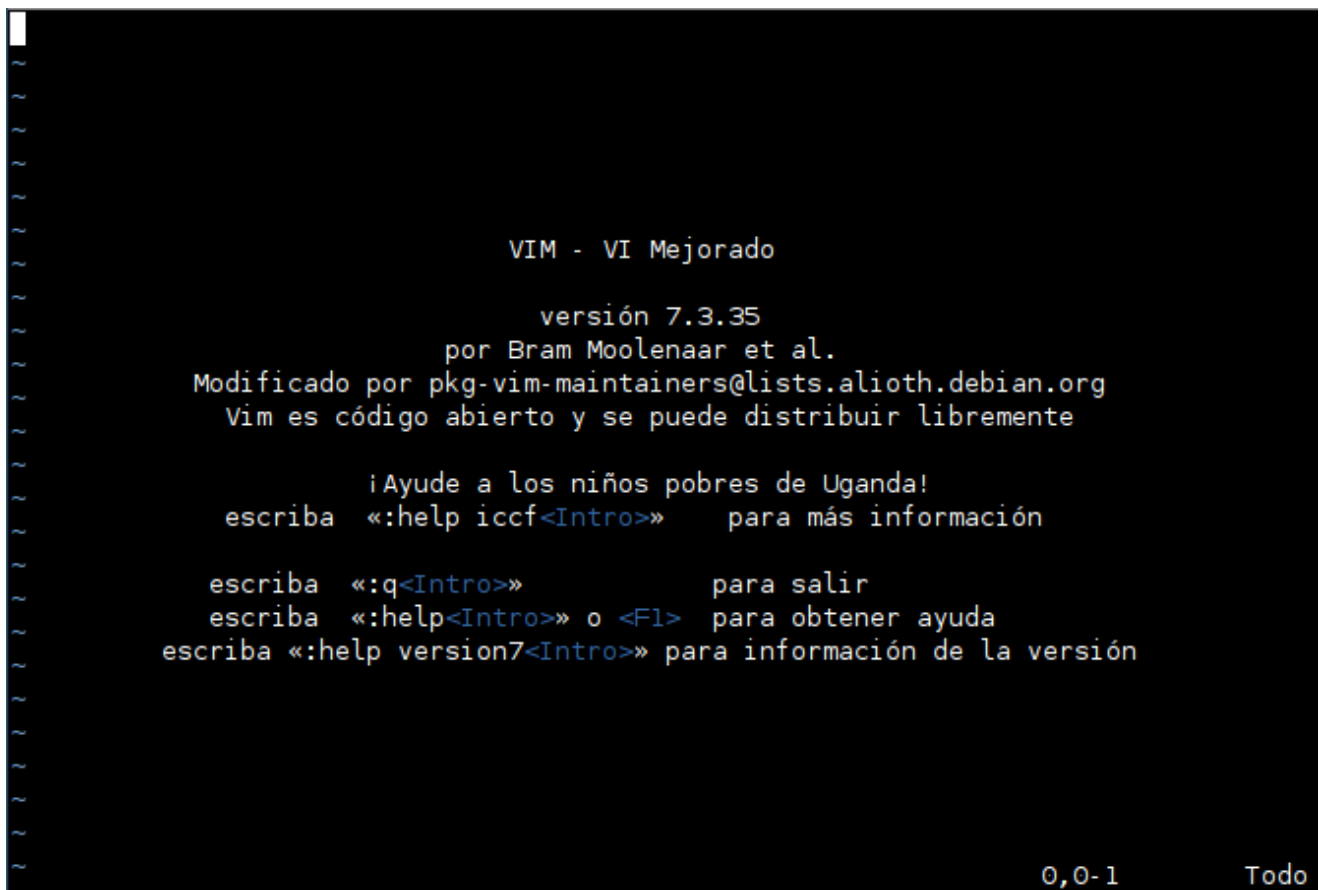 ~
~
~
~
~
~
VIM - VI Mejorado
~
~
versión 7.3.35
~
por Bram Moolenaar et al.
~
Modificado por pkg-vim-maintainers@lists.alioth.debian.org
~
Vim es código abierto y se puede distribuir libremente
~
~
¡Ayude a los niños pobres de Uganda!
~
escriba «:help iccf<Intro>» para más información
~
~
escriba «:q<Intro>» para salir
~
escriba «:help<Intro>» o <F1> para obtener ayuda
~
escriba «:help version7<Intro>» para información de la versión
~
~
~
~
~
~
~
0,0-1 Todo